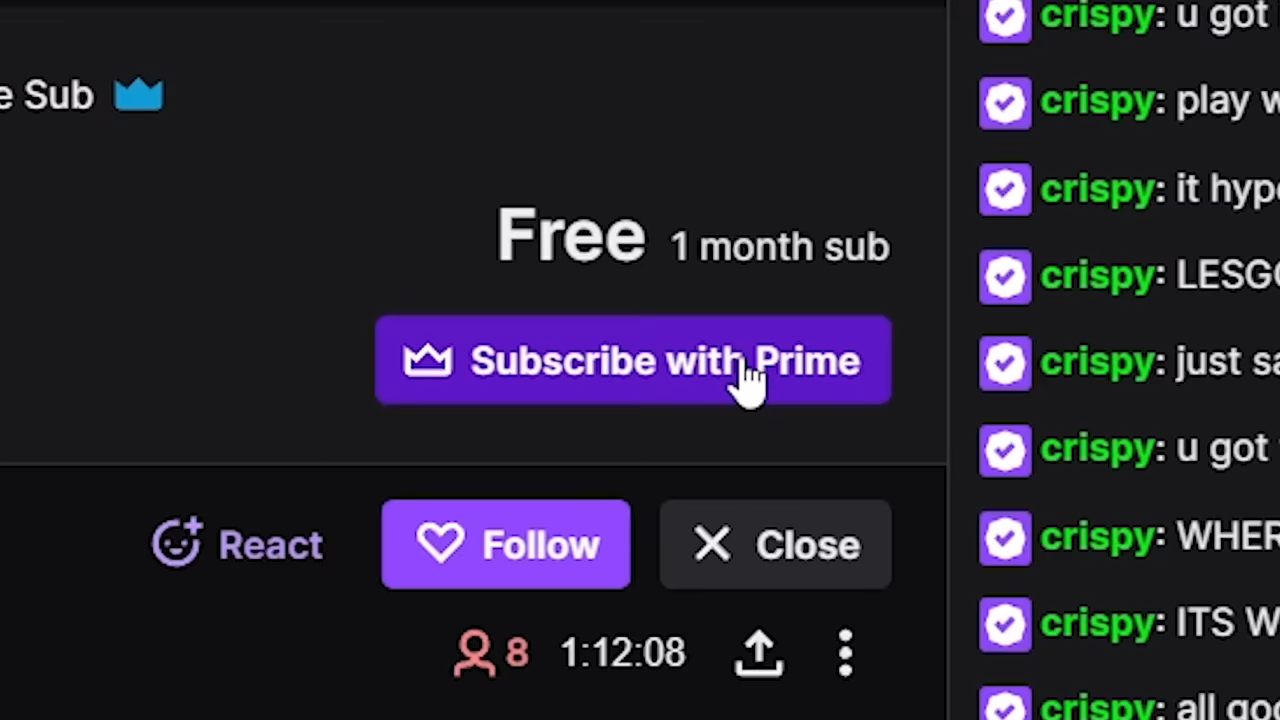 e Sub
Free 1 month sub
Subscribe with Prime
React
Follow
Close
8
1:12:08
crispy: u got
crispy: play w
crispy: it hype
crispy: LESGO
crispy: just sa
crispy: u got
crispy: WHER
crispy: ITS W
crispy: all goo